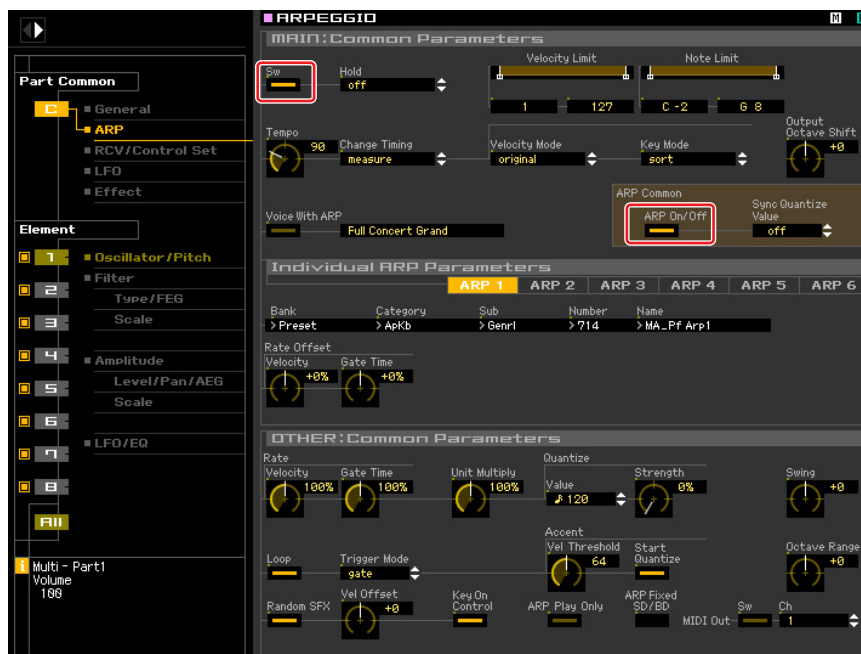 ARPEGGIO M
MAIN:Common Parameters
Part Common
C
General
ARP
RCV/Control Set
LFO
Effect
Element
1 Oscillator/Pitch
Filter
2 Type/FEG
3 Scale
4 Amplitude
5 Level/Pan/AEG
Scale
6
7 LFO/EQ
8
All
i Multi - Part1
Volume
100
Sw Hold
off
Velocity Limit
1 127
Note Limit
C -2 G 8
Tempo
90
Change Timing
measure
Velocity Mode
original
Key Mode
sort
Output
Octave Shift
+0
Voice With ARP
Full Concert Grand
ARP Common
ARP On/Off
Sync Quantize
Value
off
Individual ARP Parameters
ARP 1 ARP 2 ARP 3 ARP 4 ARP 5 ARP 6
Bank Category Sub Number Name
>Preset >ApKb >Genrl >714 >MA_Pf Arp1
Rate Offset
Velocity Gate Time
+0% +0%
OTHER:Common Parameters
Rate Quantize
Velocity Gate Time Unit Multiply Value Strength Swing
100% 100% 100% 120 0% +0
Accent
Loop Trigger Mode Vel Threshold Start Quantize Octave Range
gate 64 +0
Random SFX Vel Offset Key On Control ARP Play Only ARP Fixed SD/BD MIDI Out Sw Ch
+0 1